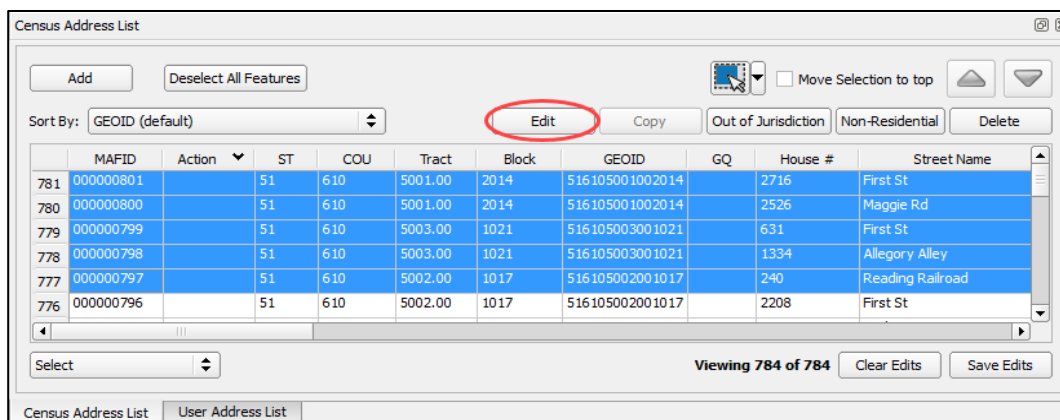 Census Address List
Add Deselect All Features Move Selection to top
Sort By: GEOID (default) Edit Copy Out of Jurisdiction Non-Residential Delete
MAFID Action ST COU Tract Block GEOID GQ House # Street Name
781 000000801 51 610 5001.00 2014 516105001002014 2716 First St
780 000000800 51 610 5001.00 2014 516105001002014 2526 Maggie Rd
779 000000799 51 610 5003.00 1021 516105003001021 631 First St
778 000000798 51 610 5003.00 1021 516105003001021 1334 Allegory Alley
777 000000797 51 610 5002.00 1017 516105002001017 240 Reading Railroad
776 000000796 51 610 5002.00 1017 516105002001017 2208 First St
Select Viewing 784 of 784 Clear Edits Save Edits
Census Address List User Address List